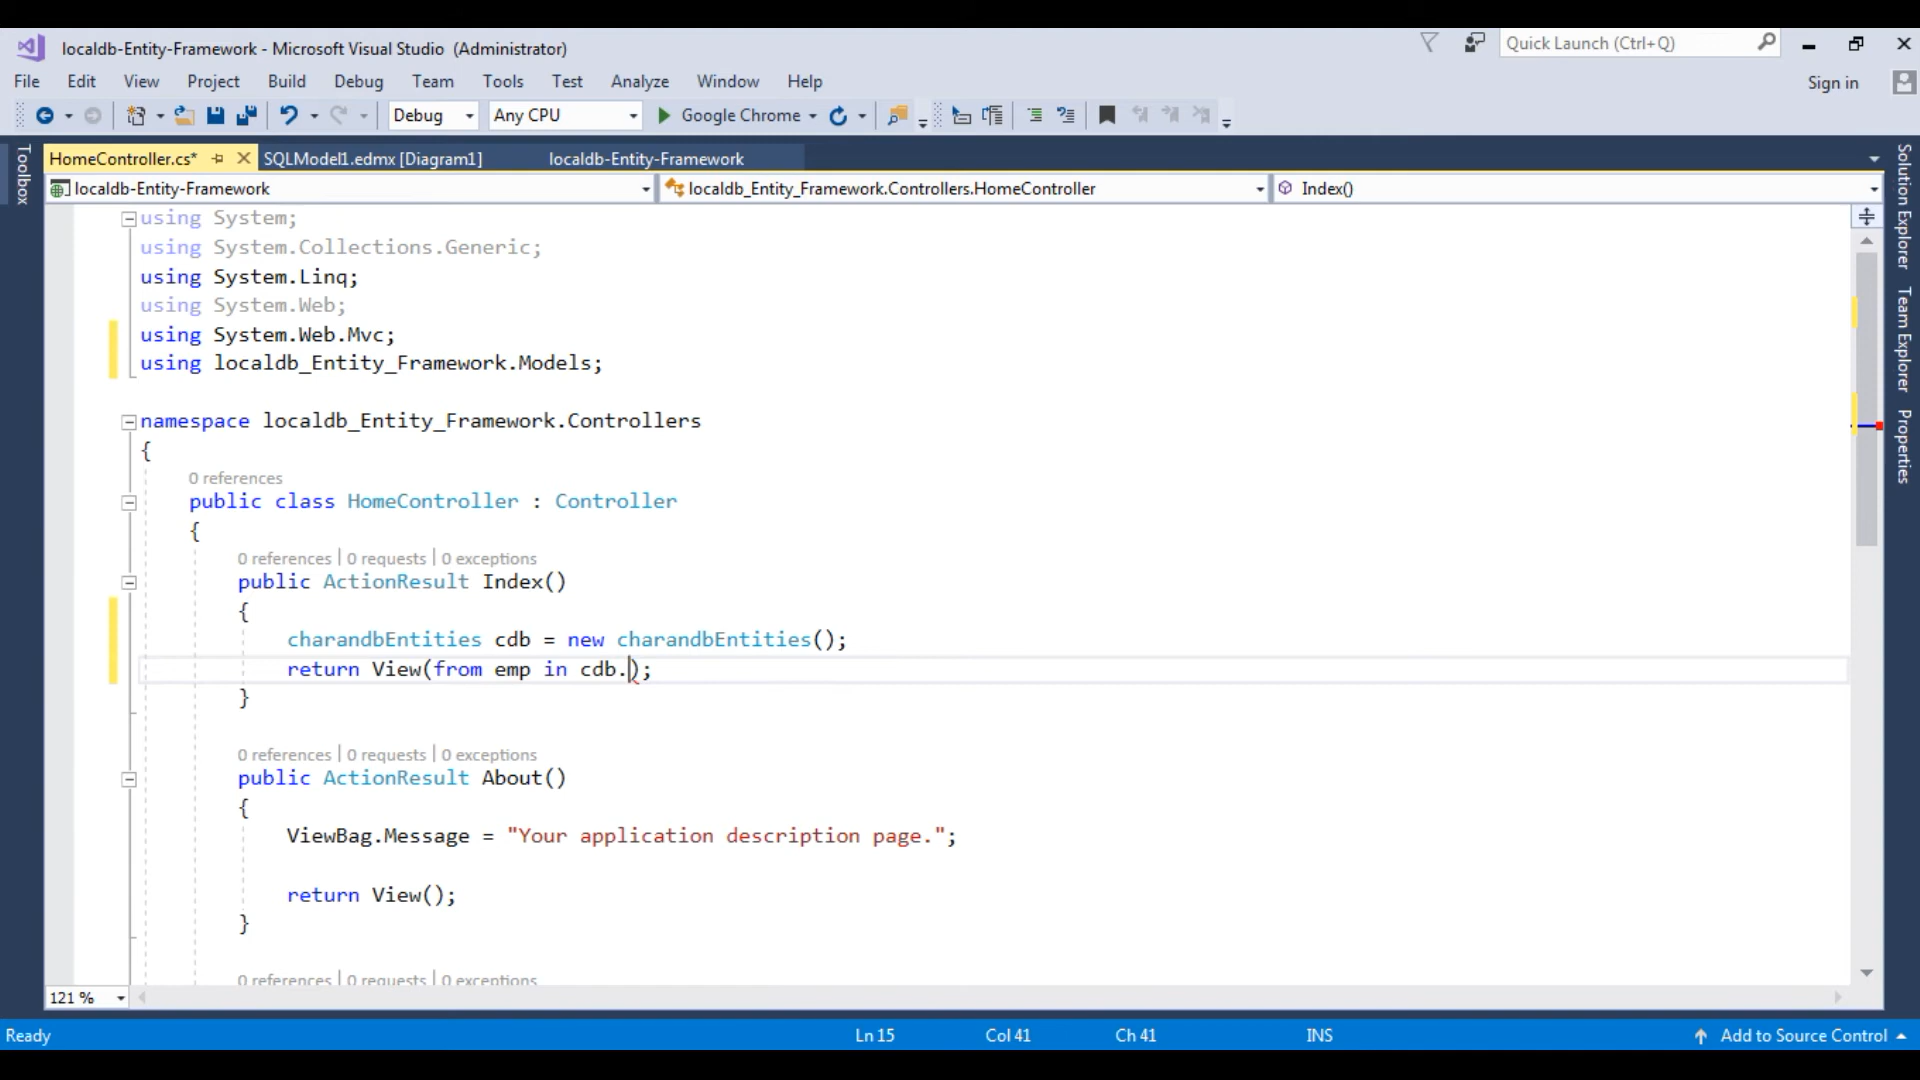 localdb-Entity-Framework - Microsoft Visual Studio (Administrator)
Quick Launch (Ctrl+Q)
File Edit View Project Build Debug Team Tools Test Analyze Window Help
Sign in
Debug Any CPU Google Chrome
Toolbox
HomeController.cs* SQLModel1.edmx [Diagram1] localdb-Entity-Framework
localdb-Entity-Framework localdb_Entity_Framework.Controllers.HomeController Index()
using System;
using System.Collections.Generic;
using System.Linq;
using System.Web;
using System.Web.Mvc;
using localdb_Entity_Framework.Models;
namespace localdb_Entity_Framework.Controllers
{
0 references
public class HomeController : Controller
{
0 references | 0 requests | 0 exceptions
public ActionResult Index()
{
charandbEntities cdb = new charandbEntities();
return View(from emp in cdb.);
}
0 references | 0 requests | 0 exceptions
public ActionResult About()
{
ViewBag.Message = "Your application description page.";
return View();
}
0 references | 0 requests | 0 exceptions
Solution Explorer
Team Explorer
Properties
121 %
Ready Ln 15 Col 41 Ch 41 INS Add to Source Control